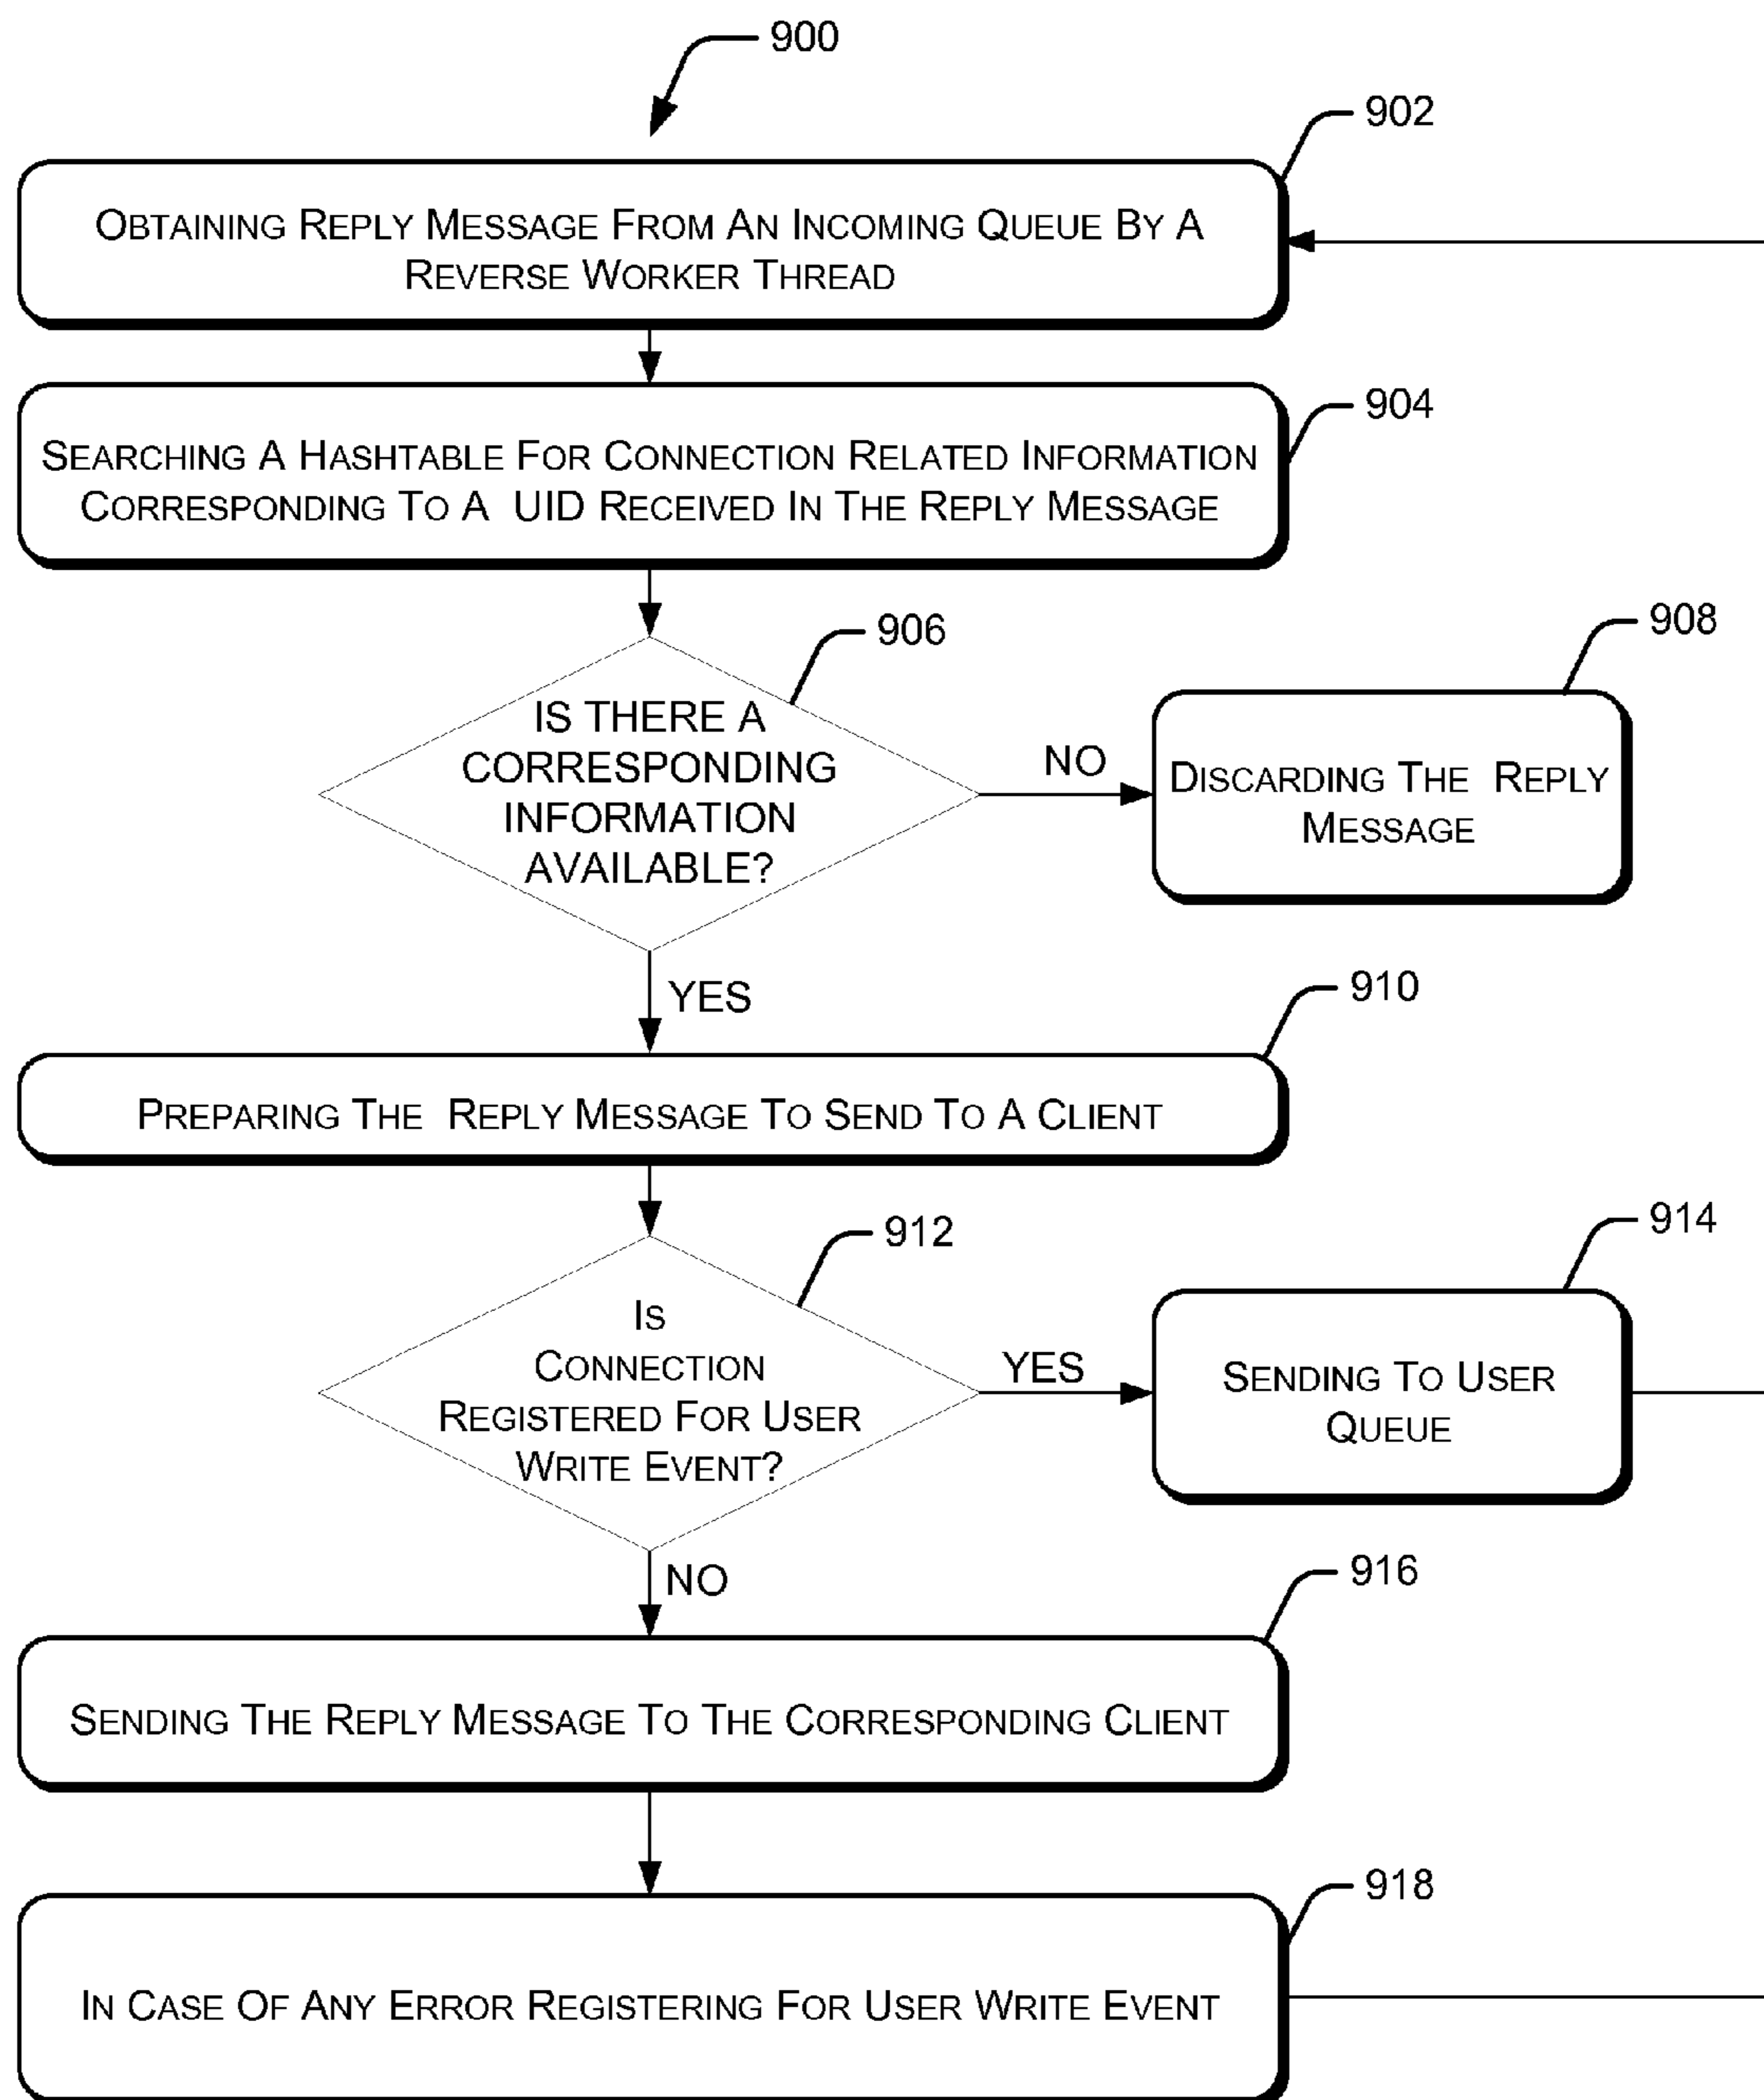 900
902
OBTAINING REPLY MESSAGE FROM AN INCOMING QUEUE BY A
REVERSE WORKER THREAD
904
SEARCHING A HASHTABLE FOR CONNECTION RELATED INFORMATION
CORRESPONDING TO A UID RECEIVED IN THE REPLY MESSAGE
906
908
IS THERE A
CORRESPONDING
INFORMATION
AVAILABLE?
NO
DISCARDING THE REPLY
MESSAGE
YES
910
PREPARING THE REPLY MESSAGE TO SEND TO A CLIENT
912
914
IS
CONNECTION
REGISTERED FOR USER
WRITE EVENT?
YES
SENDING TO USER
QUEUE
NO
916
SENDING THE REPLY MESSAGE TO THE CORRESPONDING CLIENT
918
IN CASE OF ANY ERROR REGISTERING FOR USER WRITE EVENT